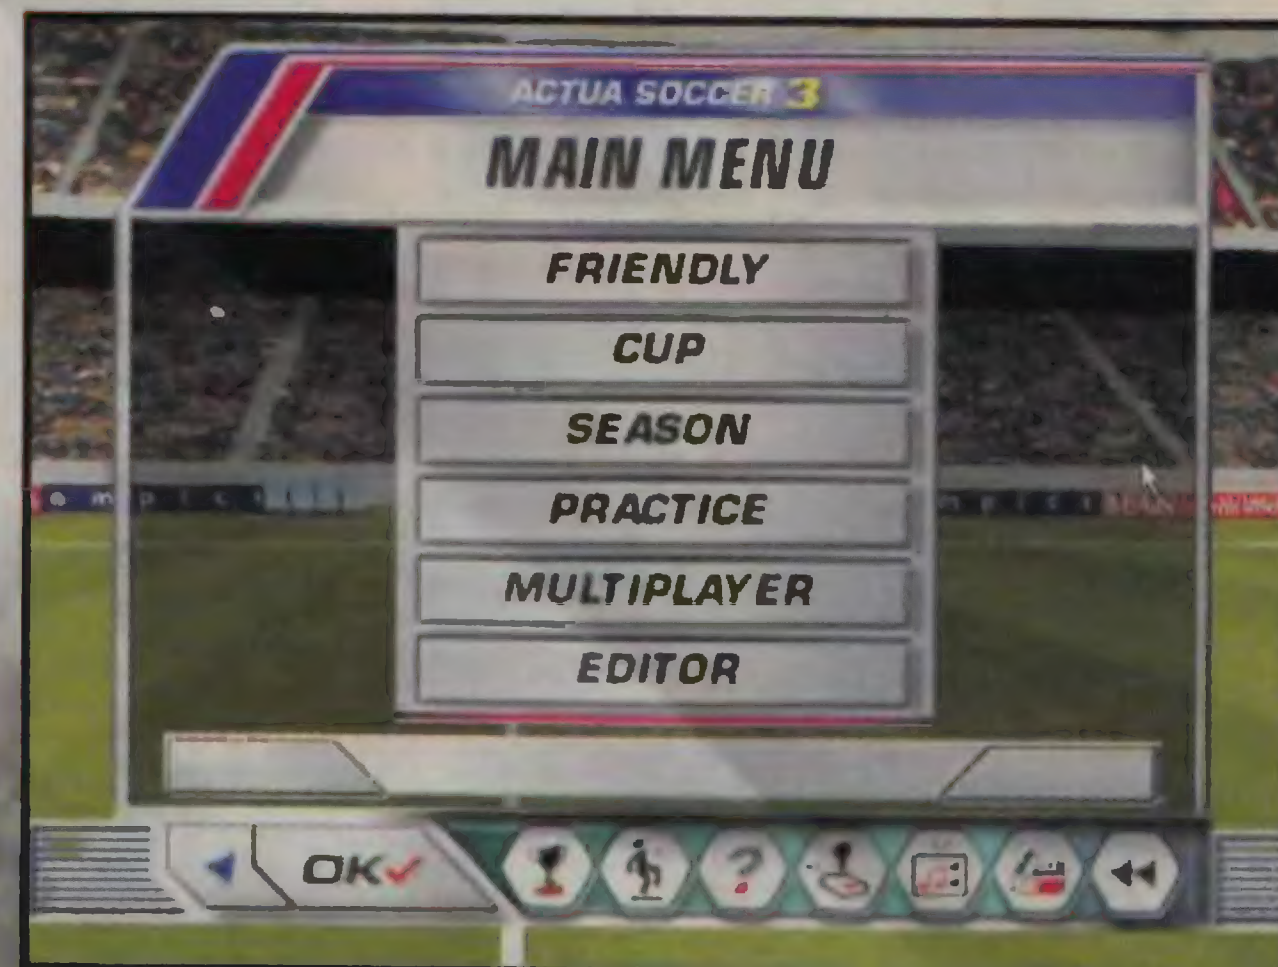 ACTUA SOCCER 3
MAIN MENU
FRIENDLY
CUP
SEASON
PRACTICE
MULTIPLAYER
EDITOR
OK